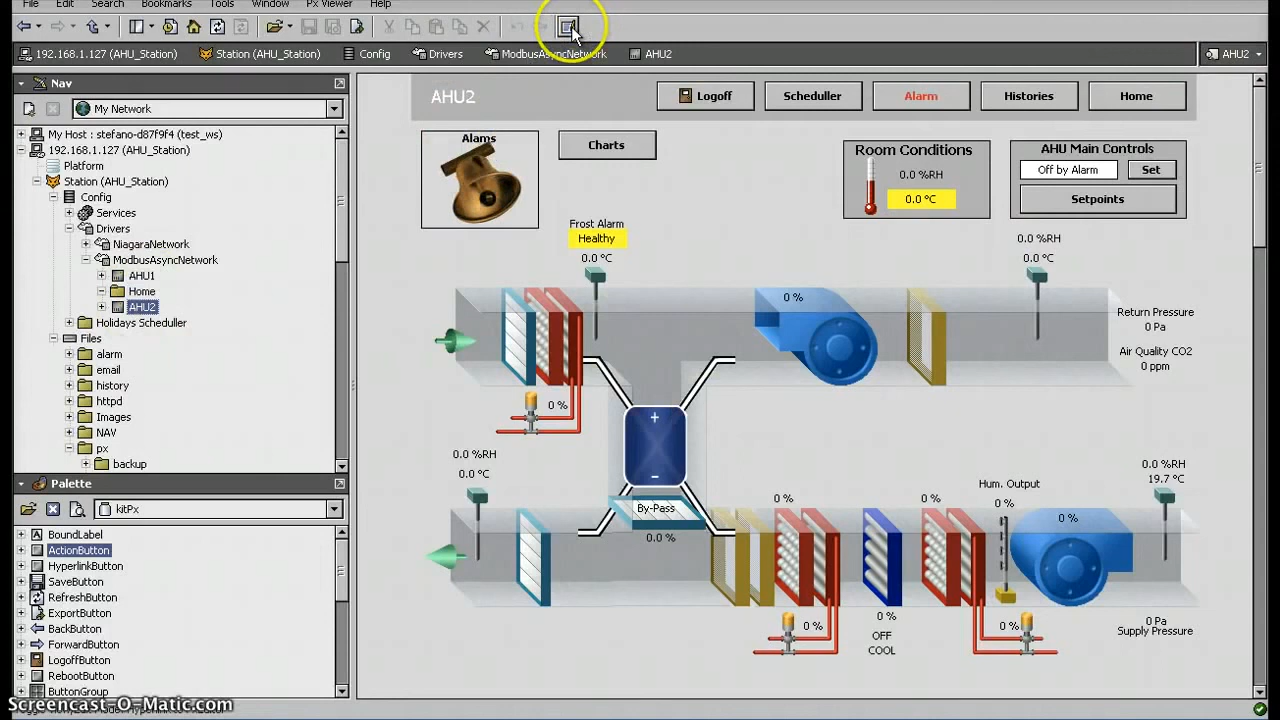 File Edit Search Bookmarks Tools Window Px Viewer Help
192.168.1.127 (AHU_Station) Station (AHU_Station) Config Drivers ModbusAsyncNetwork AHU2 AHU2
Nav
My Network
My Host : stefano-d87f9f4 (test_ws)
192.168.1.127 (AHU_Station)
Platform
Station (AHU_Station)
Config
Services
Drivers
NiagaraNetwork
ModbusAsyncNetwork
AHU1
Home
AHU2
Holidays Scheduller
Files
alarm
email
history
httpd
Images
NAV
px
backup
Palette
kitPx
BoundLabel
ActionButton
HyperlinkButton
SaveButton
RefreshButton
ExportButton
BackButton
ForwardButton
LogoffButton
RebootButton
ButtonGroup
AHU2
Logoff
Scheduller
Alarm
Histories
Home
Alams
Charts
Room Conditions
0.0 %RH
0.0 °C
AHU Main Controls
Off by Alarm
Set
Setpoints
Frost Alarm
Healthy
0.0 °C
0.0 %RH
0.0 °C
0 %
Return Pressure
0 Pa
Air Quality CO2
0 ppm
0 %
+
−
0.0 %RH
0.0 °C
By-Pass
0.0 %
0 %
0 %
Hum. Output
0 %
0 %
0.0 %RH
19.7 °C
0 %
0 %
OFF
COOL
0 %
0 Pa
Supply Pressure
Screencast-O-Matic.com